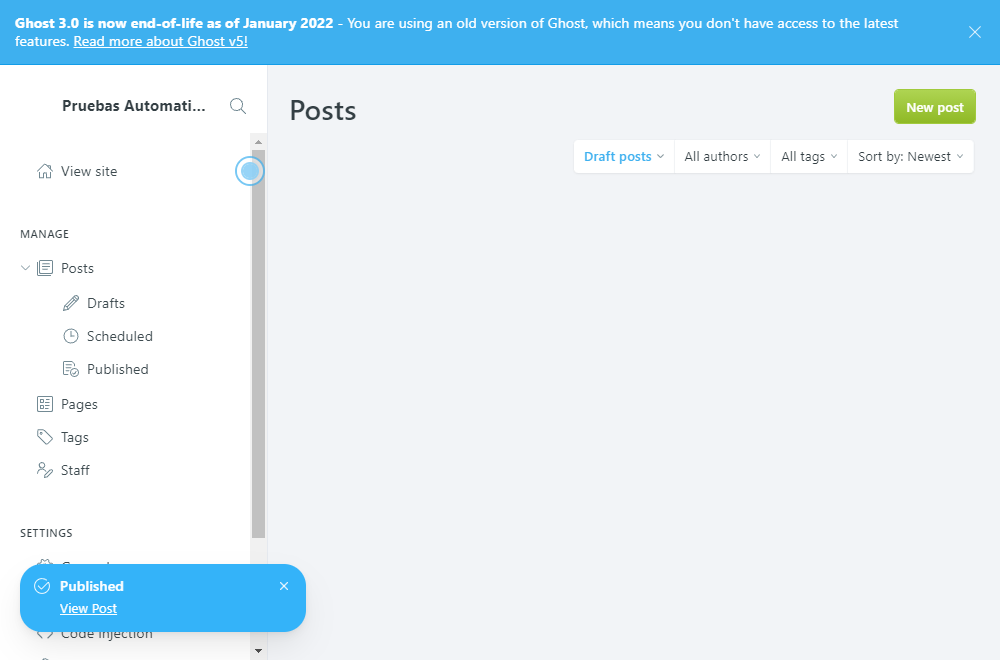 Ghost 3.0 is now end-of-life as of January 2022 - You are using an old version of Ghost, which means you don't have access to the latest
features. Read more about Ghost v5!
Pruebas Automati...
Posts
New post
View site
Draft posts
All authors
All tags
Sort by: Newest
MANAGE
Posts
Drafts
Scheduled
Published
Pages
Tags
Staff
SETTINGS
Published
View Post
Code Injection